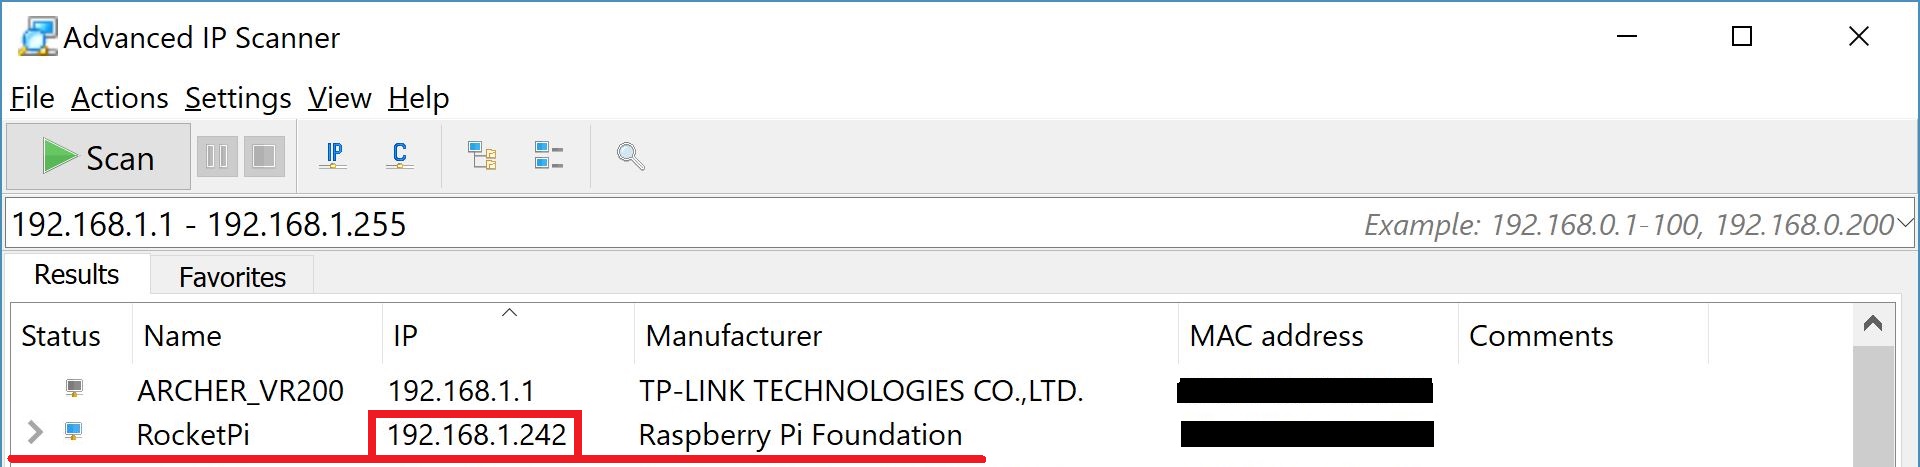 Advanced IP Scanner
File Actions Settings View Help
Scan IP C
192.168.1.1 - 192.168.1.255 Example: 192.168.0.1-100, 192.168.0.200
Results Favorites
Status Name IP Manufacturer MAC address Comments
ARCHER_VR200 192.168.1.1 TP-LINK TECHNOLOGIES CO.,LTD.
RocketPi 192.168.1.242 Raspberry Pi Foundation